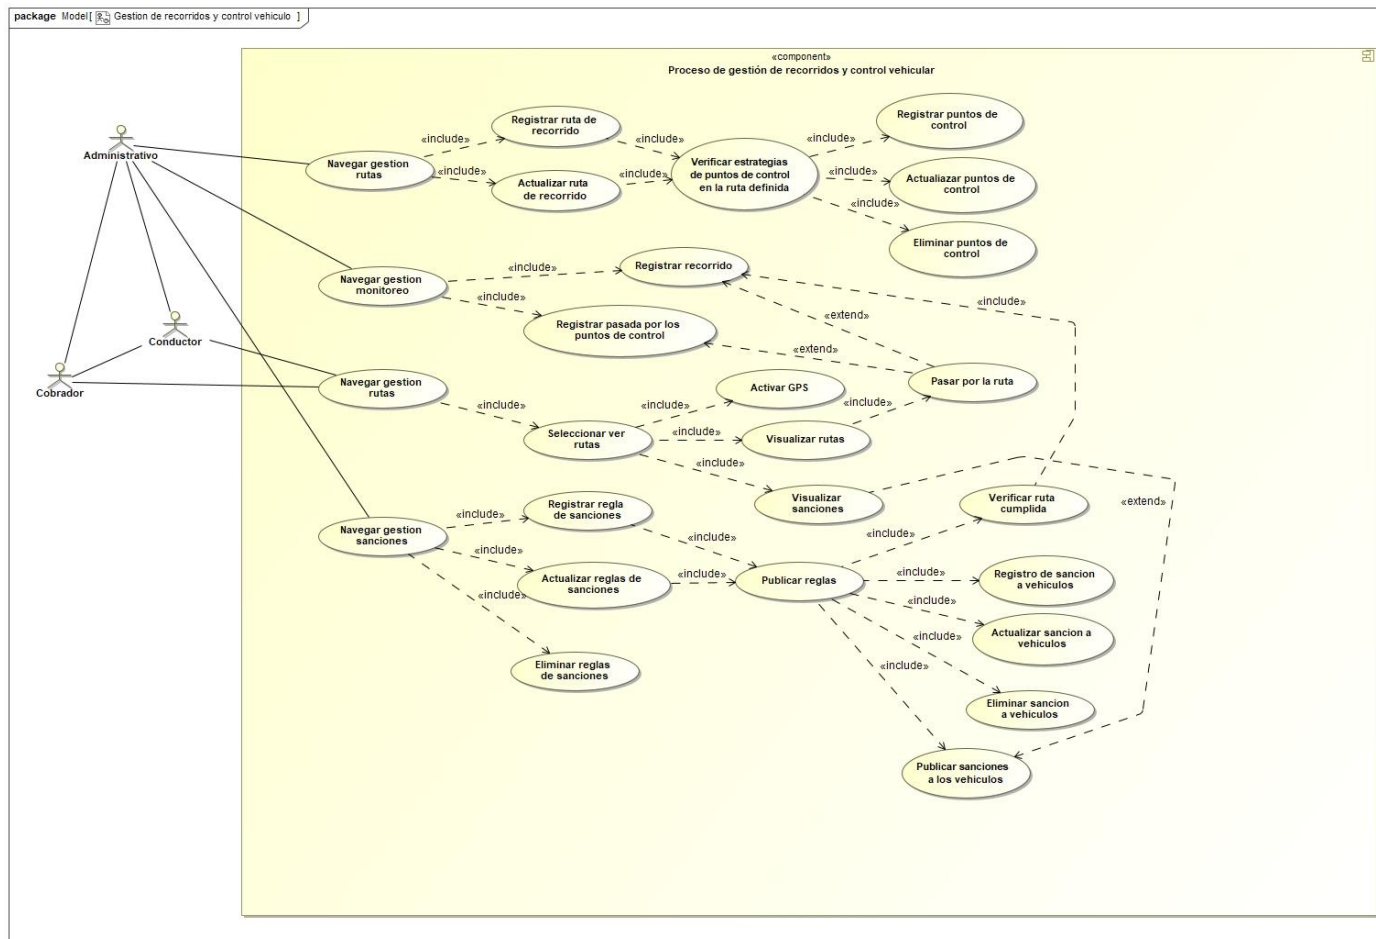 package Model[ Gestion de recorridos y control vehiculo ]
«component»
Proceso de gestión de recorridos y control vehicular
Administrativo
Conductor
Cobrador
Navegar gestion
rutas
«include»
«include»
Registrar ruta de
recorrido
Actualizar ruta
de recorrido
«include»
«include»
Verificar estrategias
de puntos de control
en la ruta definida
«include»
«include»
«include»
Registrar puntos de
control
Actualiazar puntos de
control
Eliminar puntos de
control
Navegar gestion
monitoreo
«include»
«include»
Registrar recorrido
Registrar pasada por los
puntos de control
«include»
«extend»
«extend»
Navegar gestion
rutas
«include»
Seleccionar ver
rutas
«include»
«include»
«include»
Activar GPS
Visualizar rutas
«include»
Pasar por la ruta
Visualizar
sanciones
«extend»
Navegar gestion
sanciones
«include»
«include»
«include»
Registrar regla
de sanciones
Actualizar reglas de
sanciones
Eliminar reglas
de sanciones
«include»
«include»
Publicar reglas
«include»
«include»
«include»
«include»
«include»
Verificar ruta
cumplida
Registro de sancion
a vehiculos
Actualizar sancion a
vehiculos
Eliminar sancion
a vehiculos
Publicar sanciones
a los vehiculos